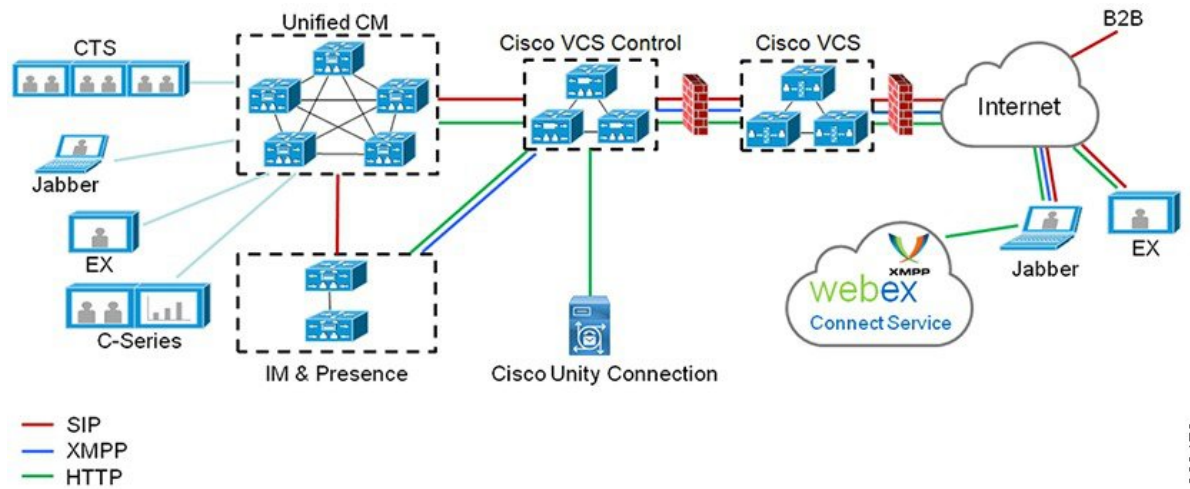 Unified CM
CTS
Cisco VCS Control
Cisco VCS
B2B
Internet
Jabber
EX
C-Series
IM & Presence
Cisco Unity Connection
XMPP
webex
Connect Service
Jabber
EX
SIP
XMPP
HTTP